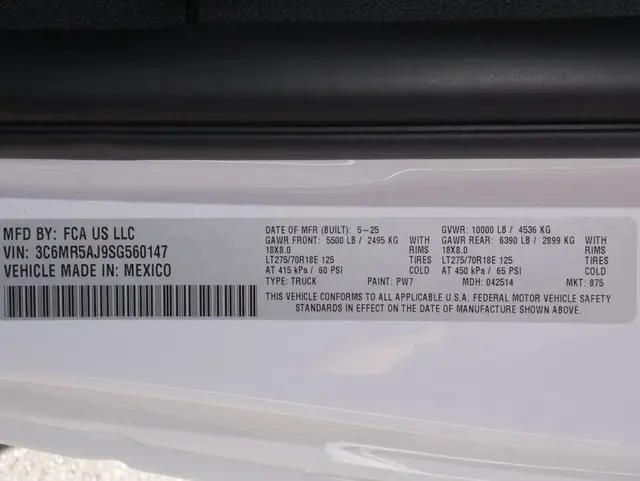 MFD BY: FCA US LLC
VIN: 3C6MR5AJ9SG560147
VEHICLE MADE IN: MEXICO
DATE OF MFR (BUILT): 5-25 GVWR: 10000 LB / 4536 KG
GAWR FRONT: 5500 LB / 2495 KG WITH GAWR REAR: 6390 LB / 2899 KG WITH
18X8.0 RIMS 18X8.0 RIMS
LT275/70R18E 125 TIRES LT275/70R18E 125 TIRES
AT 415 kPa / 60 PSI COLD AT 450 kPa / 65 PSI COLD
TYPE: TRUCK PAINT: PW7 MDH: 042514 MKT: 875
THIS VEHICLE CONFORMS TO ALL APPLICABLE U.S.A. FEDERAL MOTOR VEHICLE SAFETY
STANDARDS IN EFFECT ON THE DATE OF MANUFACTURE SHOWN ABOVE.